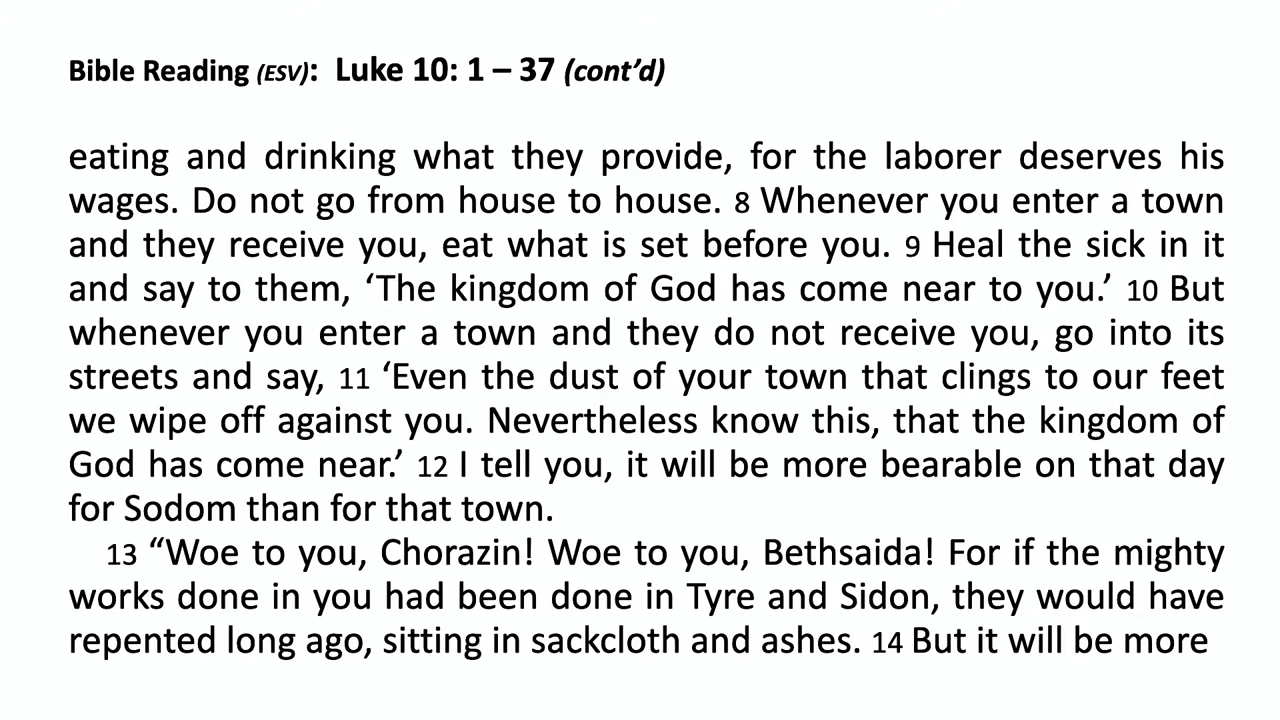 Bible Reading (ESV): Luke 10: 1 – 37 (cont’d)
eating and drinking what they provide, for the laborer deserves his
wages. Do not go from house to house. 8 Whenever you enter a town
and they receive you, eat what is set before you. 9 Heal the sick in it
and say to them, ‘The kingdom of God has come near to you.’ 10 But
whenever you enter a town and they do not receive you, go into its
streets and say, 11 ‘Even the dust of your town that clings to our feet
we wipe off against you. Nevertheless know this, that the kingdom of
God has come near.’ 12 I tell you, it will be more bearable on that day
for Sodom than for that town.
13 “Woe to you, Chorazin! Woe to you, Bethsaida! For if the mighty
works done in you had been done in Tyre and Sidon, they would have
repented long ago, sitting in sackcloth and ashes. 14 But it will be more